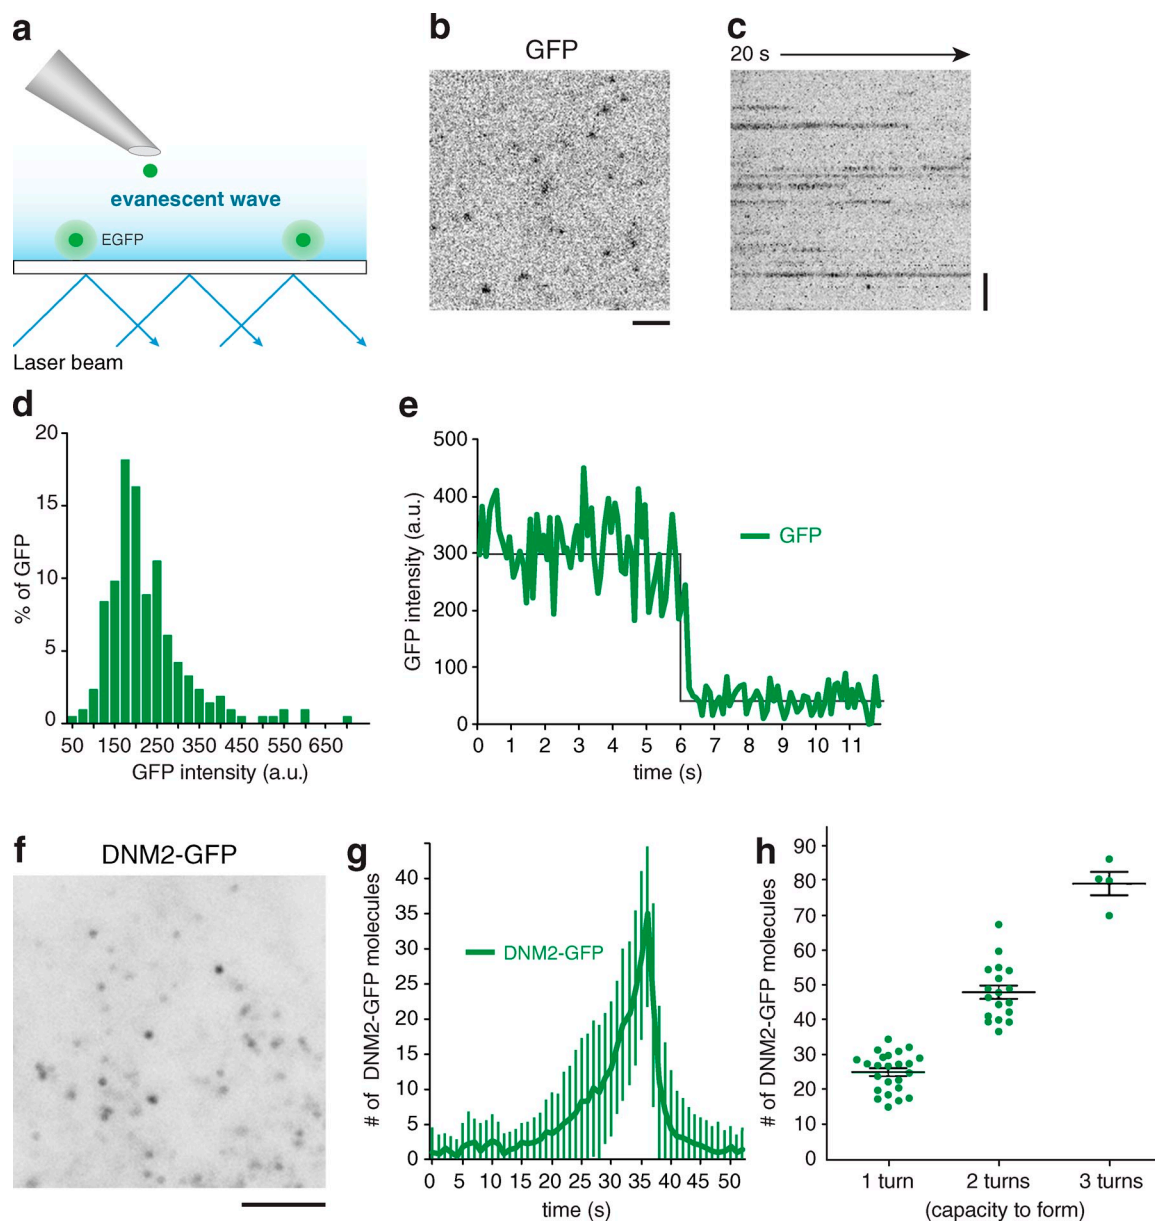 a
evanescent wave
EGFP
Laser beam
b
GFP
c
20 s
d
20
15
10
5
0
% of GFP
50 150 250 350 450 550 650
GFP intensity (a.u.)
e
500
400
300
200
100
0
GFP intensity (a.u.)
GFP
0 1 2 3 4 5 6 7 8 9 10 11
time (s)
f
DNM2-GFP
g
40
35
30
25
20
15
10
5
0
# of DNM2-GFP molecules
DNM2-GFP
0 5 10 15 20 25 30 35 40 45 50
time (s)
h
90
80
70
60
50
40
30
20
10
0
# of DNM2-GFP molecules
1 turn 2 turns 3 turns
(capacity to form)